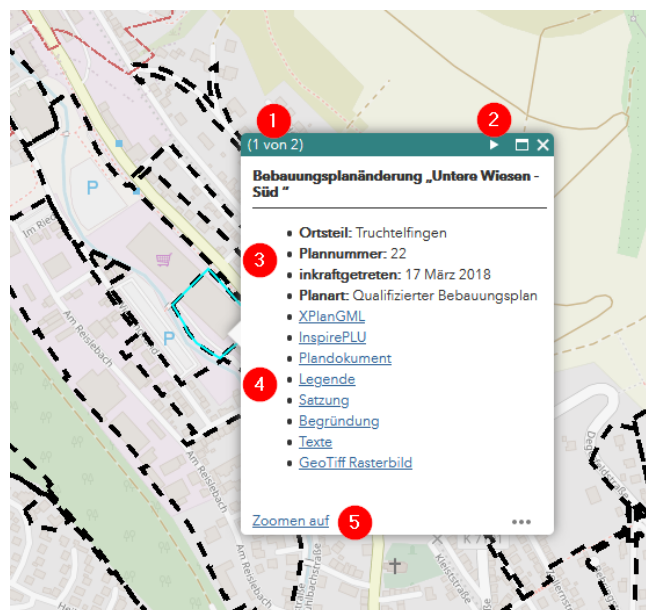 1
2
(1 von 2)
Bebauungsplanänderung „Untere Wiesen -
Süd “
Ortsteil: Truchtelfingen
3
Plannummer: 22
inkraftgetreten: 17 März 2018
Planart: Qualifizierter Bebauungsplan
XPlanGML
InspirePLU
Plandokument
4
Legende
Satzung
Begründung
Texte
GeoTiff Rasterbild
Zoomen auf
5
P
Im Ried
P
Am Reislebach
Am Reislebach
Am Reislebach
K 7
Kleiststraße